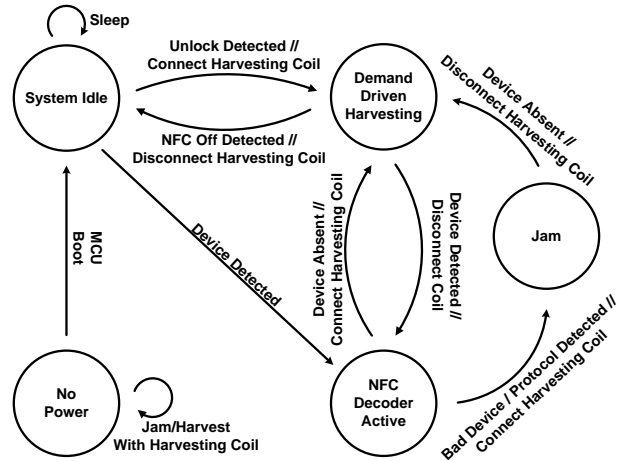 Sleep
System Idle
Unlock Detected //
Connect Harvesting Coil
NFC Off Detected //
Disconnect Harvesting Coil
Demand
Driven
Harvesting
Device Absent //
Disconnect Harvesting Coil
Jam
Device Detected //
Disconnect Coil
Device Absent //
Connect Harvesting Coil
Device Detected
MCU
Boot
No
Power
Jam/Harvest
With Harvesting Coil
NFC
Decoder
Active
Bad Device / Protocol Detected //
Connect Harvesting Coil